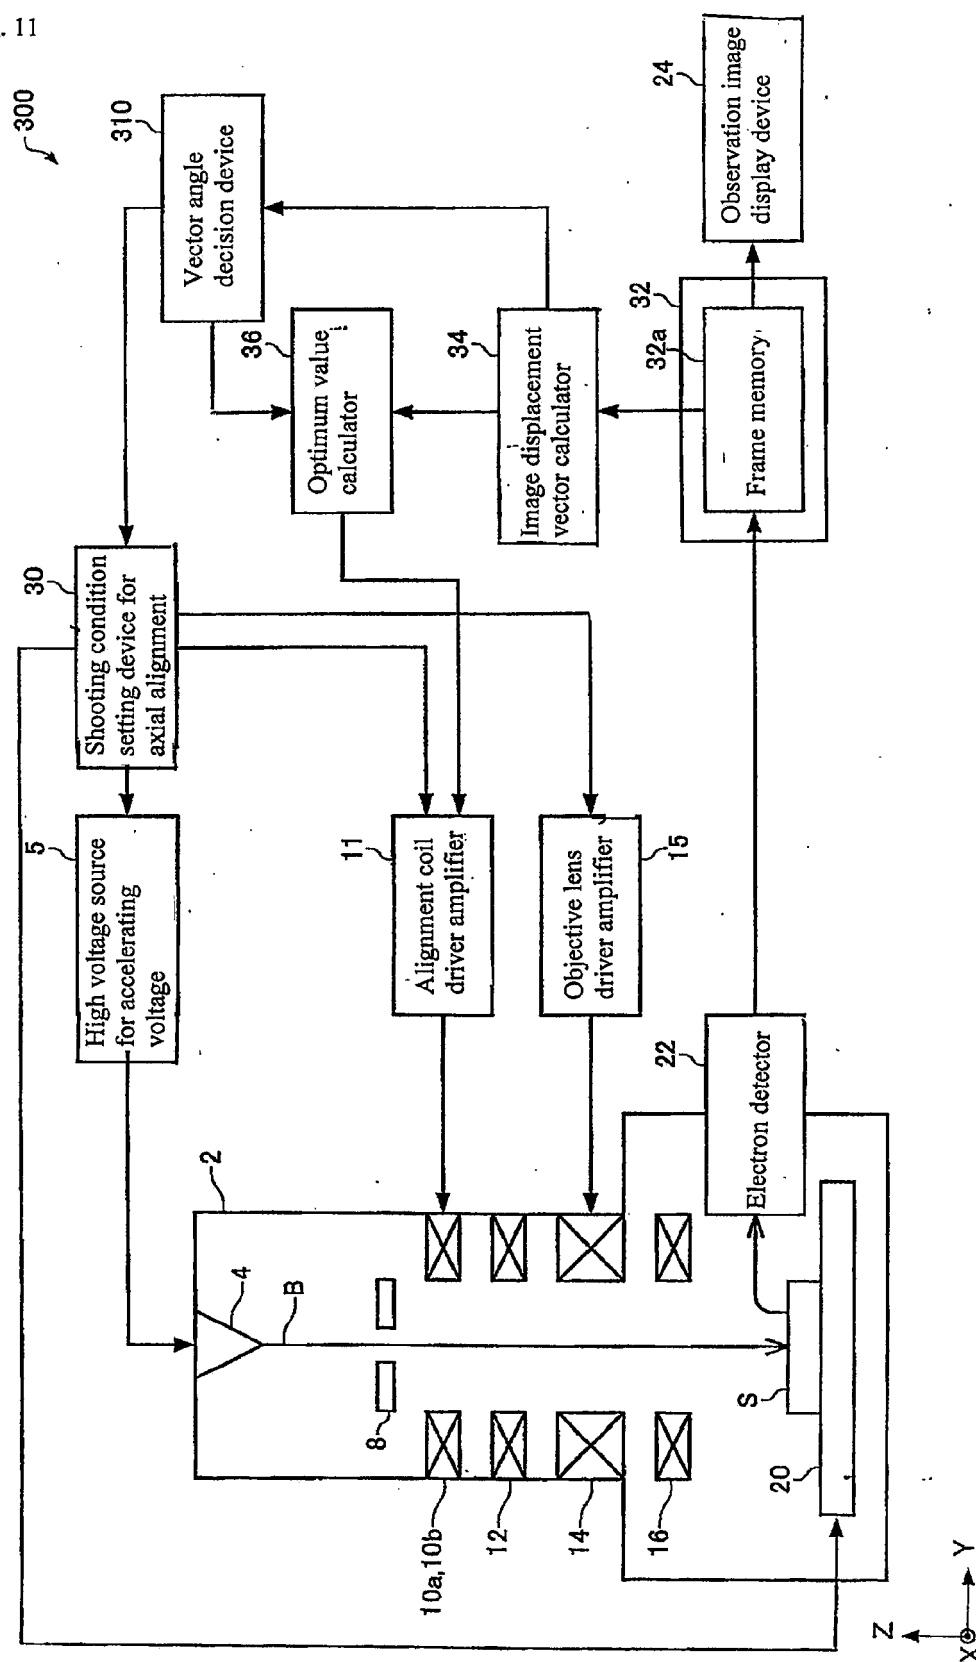 . 11
300
5
High voltage source
for accelerating
voltage
30
Shooting condition
setting device for
axial alignment
310
Vector angle
decision device
2
4
B
8
10a,10b
12
14
16
11
Alignment coil
driver amplifier
15
Objective lens
driver amplifier
36
Optimum value
calculator
34
Image displacement
vector calculator
32
32a
Frame memory
24
Observation image
display device
22
Electron detector
S
20
Z
X
Y